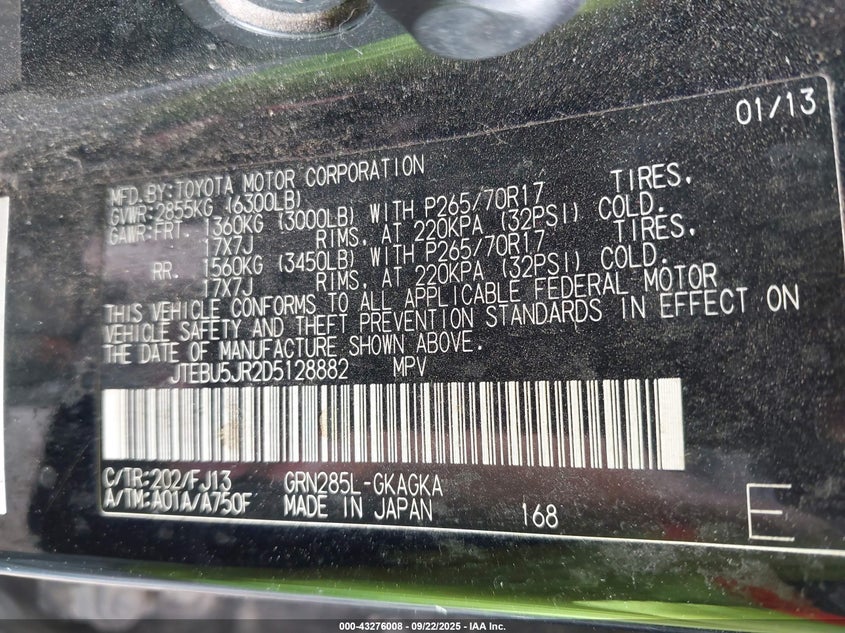 01/13
MFD.BY:TOYOTA MOTOR CORPORATION
GVWR:2855KG (6300LB)
GAWR:FRT. 1360KG (3000LB) WITH P265/70R17 TIRES,
17X7J RIMS, AT 220KPA (32PSI) COLD.
RR. 1560KG (3450LB) WITH P265/70R17 TIRES,
17X7J RIMS, AT 220KPA (32PSI) COLD.
THIS VEHICLE CONFORMS TO ALL APPLICABLE FEDERAL MOTOR
VEHICLE SAFETY AND THEFT PREVENTION STANDARDS IN EFFECT ON
THE DATE OF MANUFACTURE SHOWN ABOVE.
JTEBU5JR2D5128882 MPV
C/TR:202/FJ13 GRN285L-GKAGKA
A/TM:A01A/A750F MADE IN JAPAN 168 E
000-43276008 - 09/22/2025 - IAA Inc.